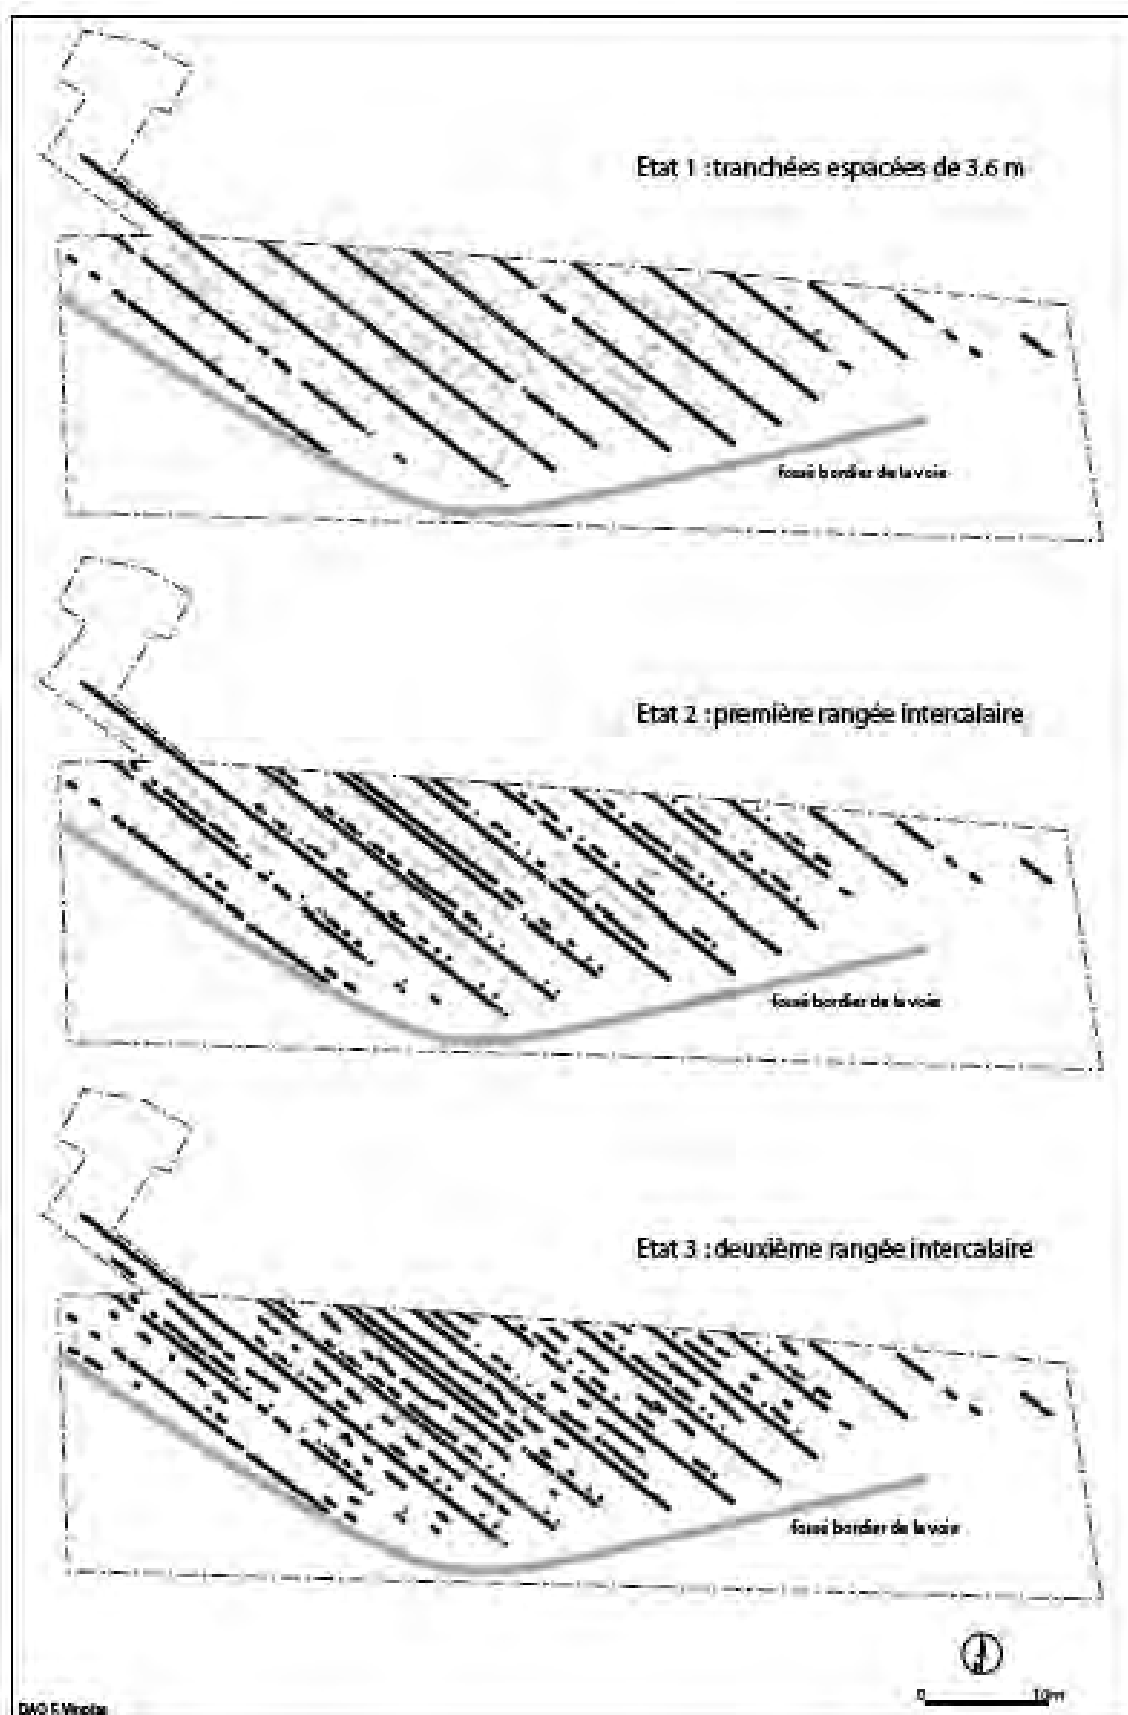 Etat 1 : tranchées espacées de 3.6 m
fossé bordier de la voie
Etat 2 : première rangée intercalaire
fossé bordier de la voie
Etat 3 : deuxième rangée intercalaire
fossé bordier de la voie
0 10m
DAO F.